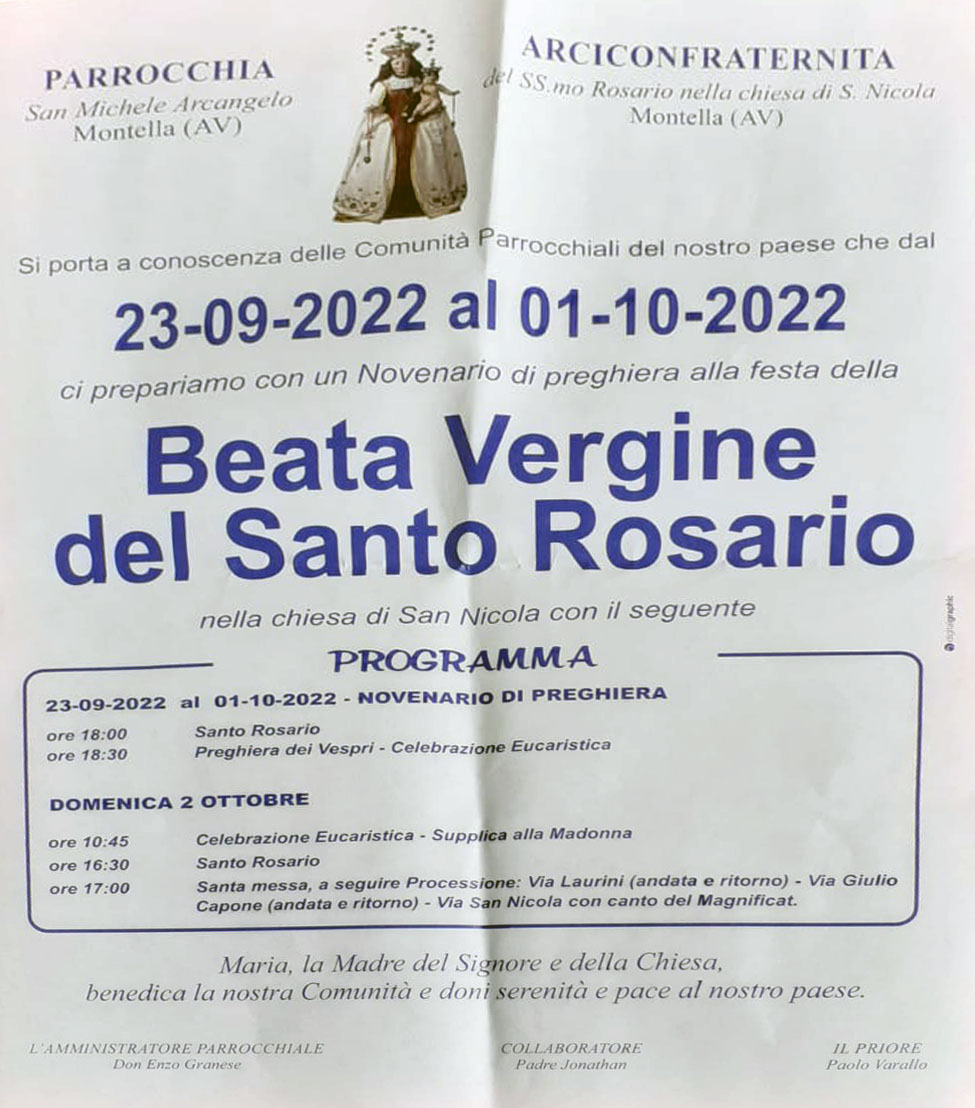 PARROCCHIA
San Michele Arcangelo
Montella (AV)
ARCICONFRATERNITA
del SS.mo Rosario nella chiesa di S. Nicola
Montella (AV)
Si porta a conoscenza delle Comunità Parrocchiali del nostro paese che dal
23-09-2022 al 01-10-2022
ci prepariamo con un Novenario di preghiera alla festa della
Beata Vergine
del Santo Rosario
nella chiesa di San Nicola con il seguente
PROGRAMMA
23-09-2022 al 01-10-2022 - NOVENARIO DI PREGHIERA
ore 18:00 Santo Rosario
ore 18:30 Preghiera dei Vespri - Celebrazione Eucaristica
DOMENICA 2 OTTOBRE
ore 10:45 Celebrazione Eucaristica - Supplica alla Madonna
ore 16:30 Santo Rosario
ore 17:00 Santa messa, a seguire Processione: Via Laurini (andata e ritorno) - Via Giulio
Capone (andata e ritorno) - Via San Nicola con canto del Magnificat.
Maria, la Madre del Signore e della Chiesa,
benedica la nostra Comunità e doni serenità e pace al nostro paese.
L'AMMINISTRATORE PARROCCHIALE
Don Enzo Granese
COLLABORATORE
Padre Jonathan
IL PRIORE
Paolo Varallo
digitalgraphic